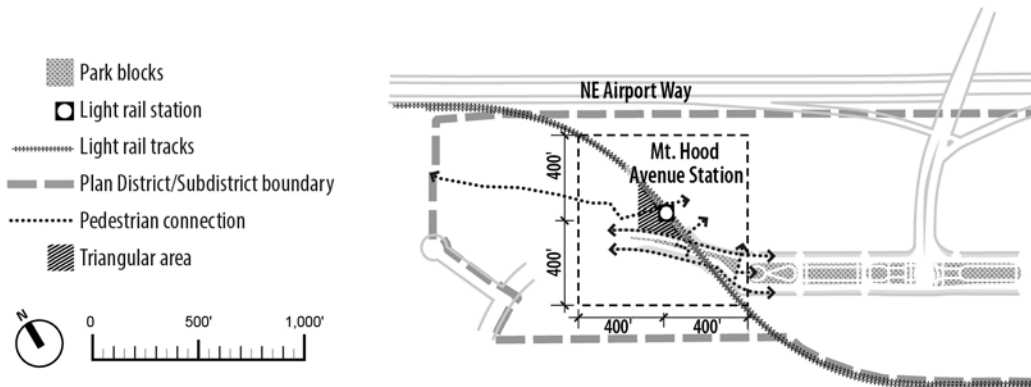 Park blocks
Light rail station
Light rail tracks
Plan District/Subdistrict boundary
Pedestrian connection
Triangular area
N
0 500' 1,000'
NE Airport Way
Mt. Hood
Avenue Station
400'
400'
400' 400'